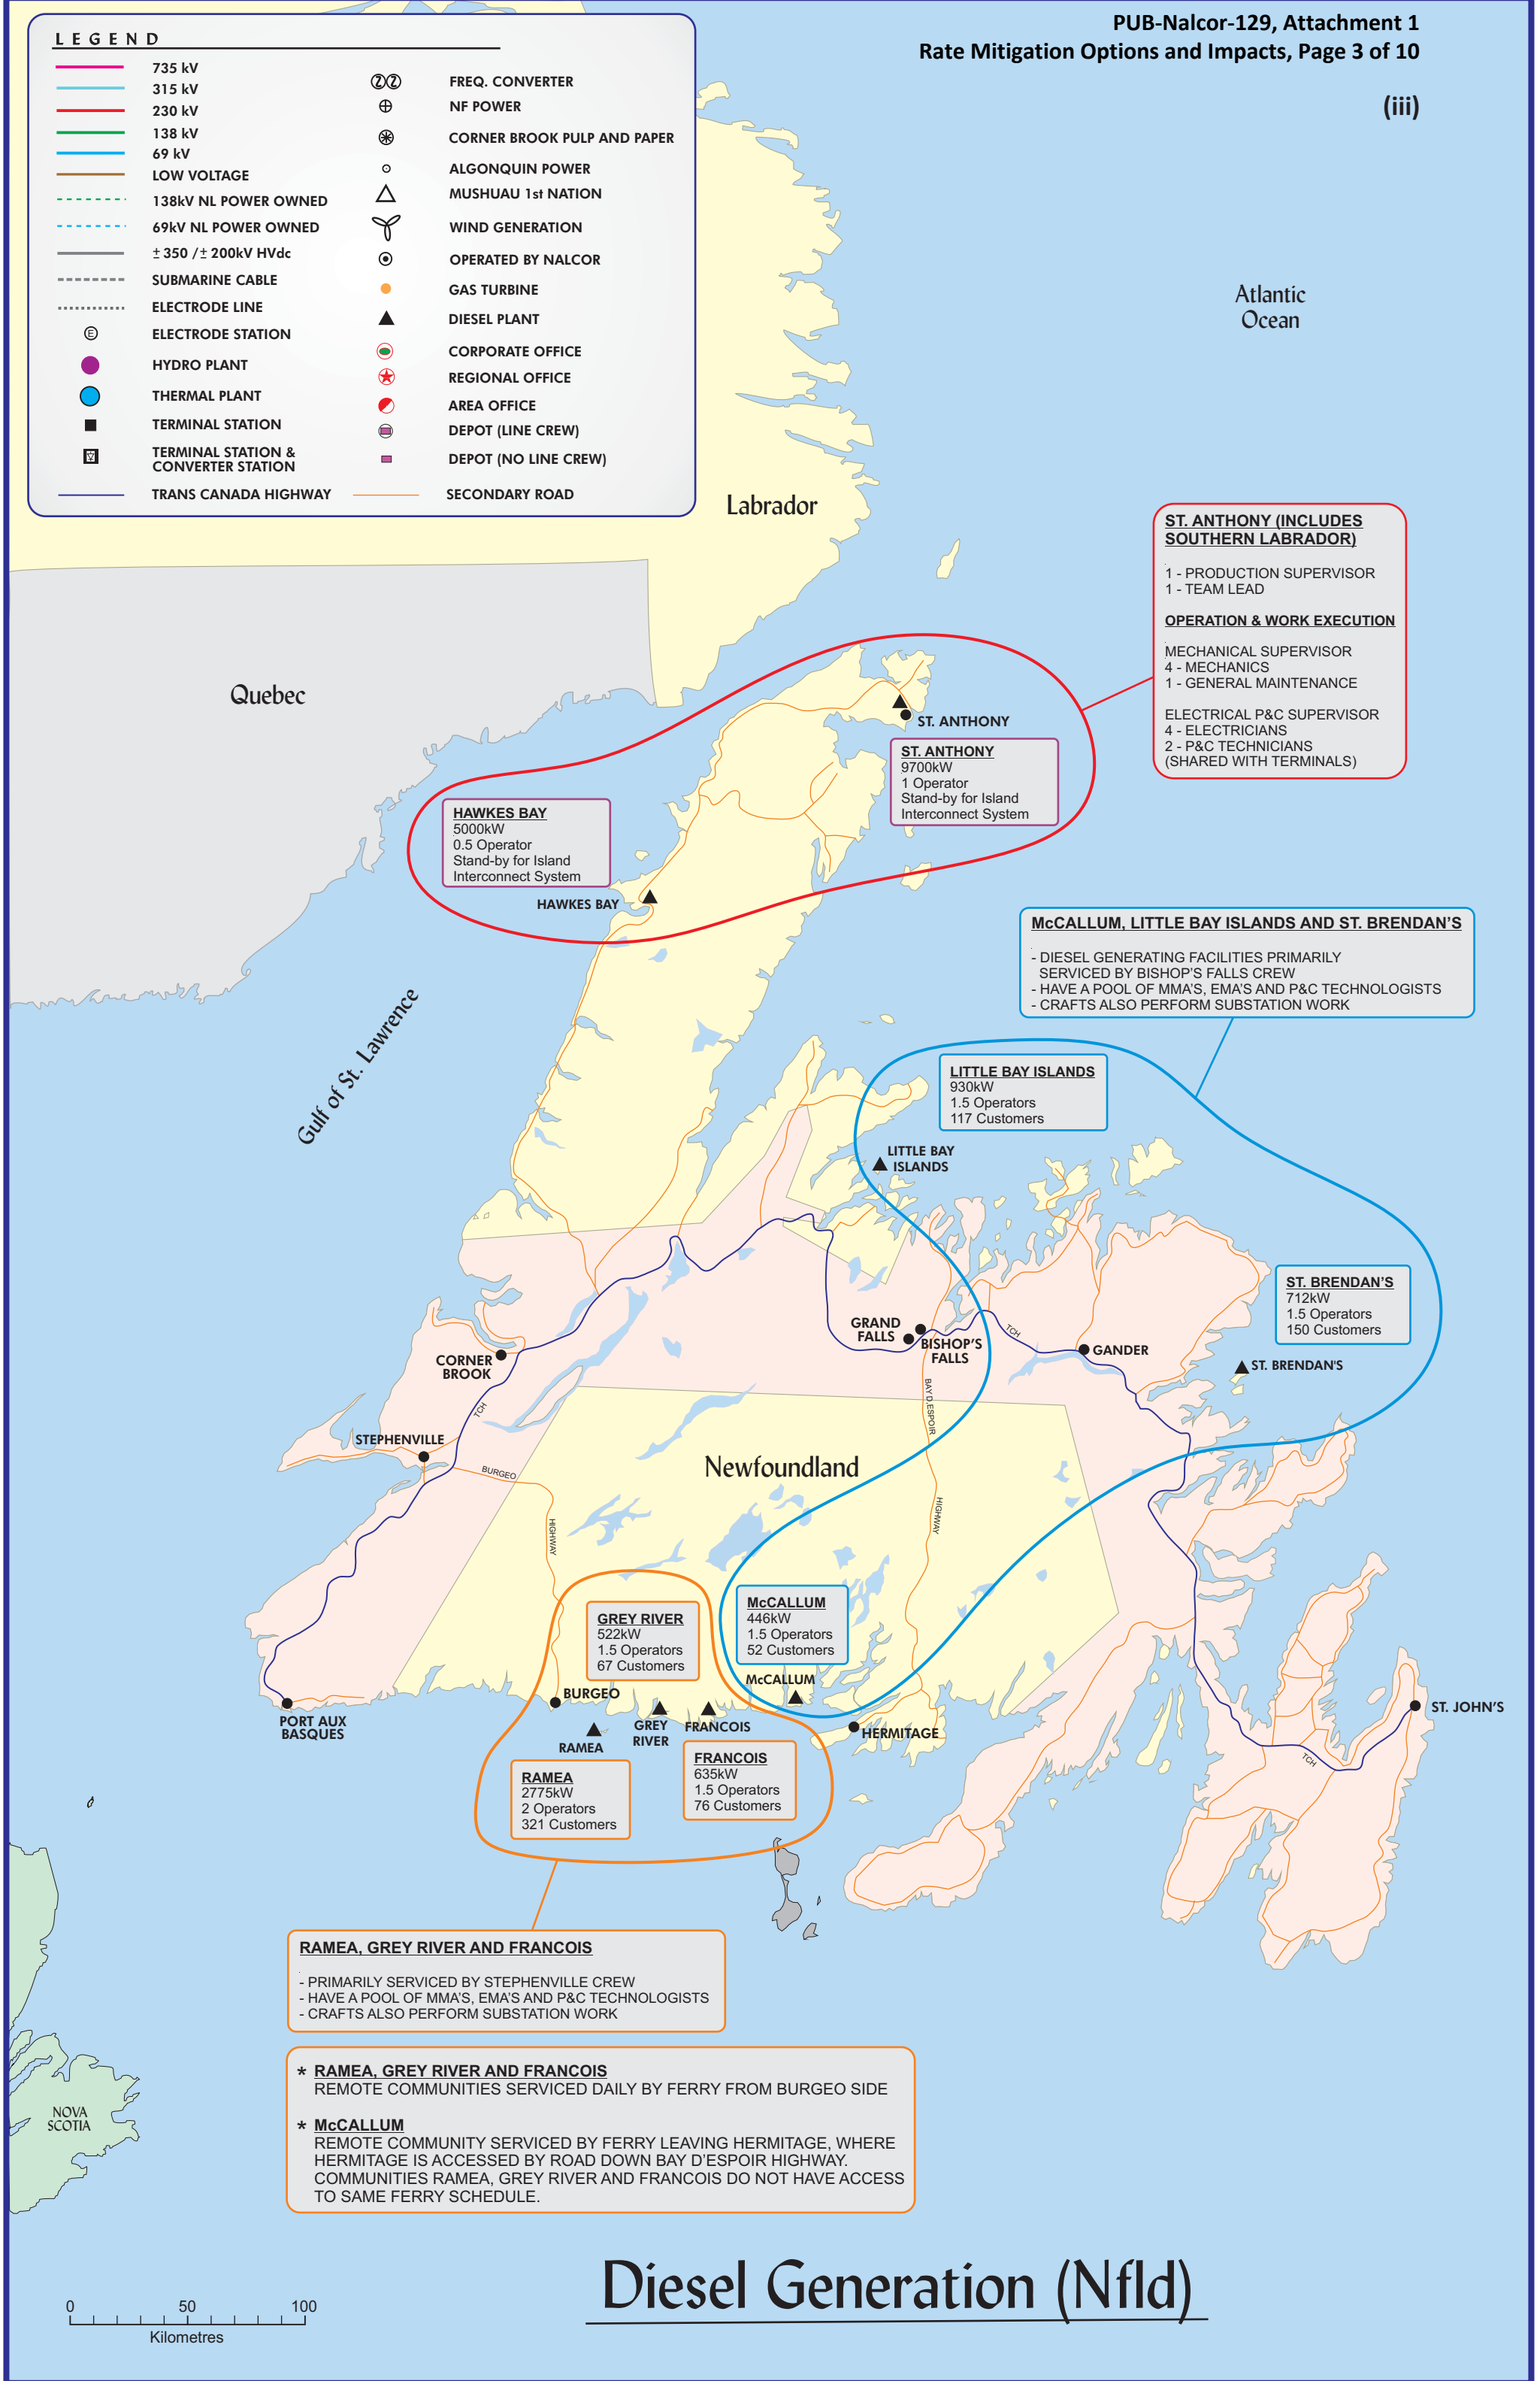 PUB-Nalcor-129, Attachment 1
Rate Mitigation Options and Impacts, Page 3 of 10
(iii)
LEGEND
735 kV
315 kV
230 kV
138 kV
69 kV
LOW VOLTAGE
138kV NL POWER OWNED
69kV NL POWER OWNED
± 350 /± 200kV HVdc
SUBMARINE CABLE
ELECTRODE LINE
E
ELECTRODE STATION
HYDRO PLANT
THERMAL PLANT
TERMINAL STATION
TERMINAL STATION &
CONVERTER STATION
TRANS CANADA HIGHWAY
FREQ. CONVERTER
NF POWER
CORNER BROOK PULP AND PAPER
ALGONQUIN POWER
MUSHUAU 1st NATION
WIND GENERATION
OPERATED BY NALCOR
GAS TURBINE
DIESEL PLANT
CORPORATE OFFICE
REGIONAL OFFICE
AREA OFFICE
DEPOT (LINE CREW)
DEPOT (NO LINE CREW)
SECONDARY ROAD
Atlantic
Ocean
Labrador
Quebec
ST. ANTHONY (INCLUDES
SOUTHERN LABRADOR)
1 - PRODUCTION SUPERVISOR
1 - TEAM LEAD
OPERATION & WORK EXECUTION
MECHANICAL SUPERVISOR
4 - MECHANICS
1 - GENERAL MAINTENANCE
ELECTRICAL P&C SUPERVISOR
4 - ELECTRICIANS
2 - P&C TECHNICIANS
(SHARED WITH TERMINALS)
ST. ANTHONY
ST. ANTHONY
9700kW
1 Operator
Stand-by for Island
Interconnect System
HAWKES BAY
5000kW
0.5 Operator
Stand-by for Island
Interconnect System
HAWKES BAY
McCALLUM, LITTLE BAY ISLANDS AND ST. BRENDAN'S
- DIESEL GENERATING FACILITIES PRIMARILY
SERVICED BY BISHOP'S FALLS CREW
- HAVE A POOL OF MMA'S, EMA'S AND P&C TECHNOLOGISTS
- CRAFTS ALSO PERFORM SUBSTATION WORK
Gulf of St. Lawrence
LITTLE BAY ISLANDS
930kW
1.5 Operators
117 Customers
LITTLE BAY
ISLANDS
ST. BRENDAN'S
712kW
1.5 Operators
150 Customers
ST. BRENDAN'S
GRAND
FALLS
BISHOP'S
FALLS
TCH
GANDER
CORNER
BROOK
TCH
BAY D.ESPOIR
STEPHENVILLE
BURGEO
Newfoundland
HIGHWAY
HIGHWAY
GREY RIVER
522kW
1.5 Operators
67 Customers
McCALLUM
446kW
1.5 Operators
52 Customers
McCALLUM
BURGEO
PORT AUX
BASQUES
RAMEA
GREY
RIVER
FRANCOIS
HERMITAGE
ST. JOHN'S
TCH
RAMEA
2775kW
2 Operators
321 Customers
FRANCOIS
635kW
1.5 Operators
76 Customers
RAMEA, GREY RIVER AND FRANCOIS
- PRIMARILY SERVICED BY STEPHENVILLE CREW
- HAVE A POOL OF MMA'S, EMA'S AND P&C TECHNOLOGISTS
- CRAFTS ALSO PERFORM SUBSTATION WORK
* RAMEA, GREY RIVER AND FRANCOIS
REMOTE COMMUNITIES SERVICED DAILY BY FERRY FROM BURGEO SIDE
* McCALLUM
REMOTE COMMUNITY SERVICED BY FERRY LEAVING HERMITAGE, WHERE
HERMITAGE IS ACCESSED BY ROAD DOWN BAY D'ESPOIR HIGHWAY.
COMMUNITIES RAMEA, GREY RIVER AND FRANCOIS DO NOT HAVE ACCESS
TO SAME FERRY SCHEDULE.
NOVA
SCOTIA
Diesel Generation (Nfld)
0 50 100
Kilometres